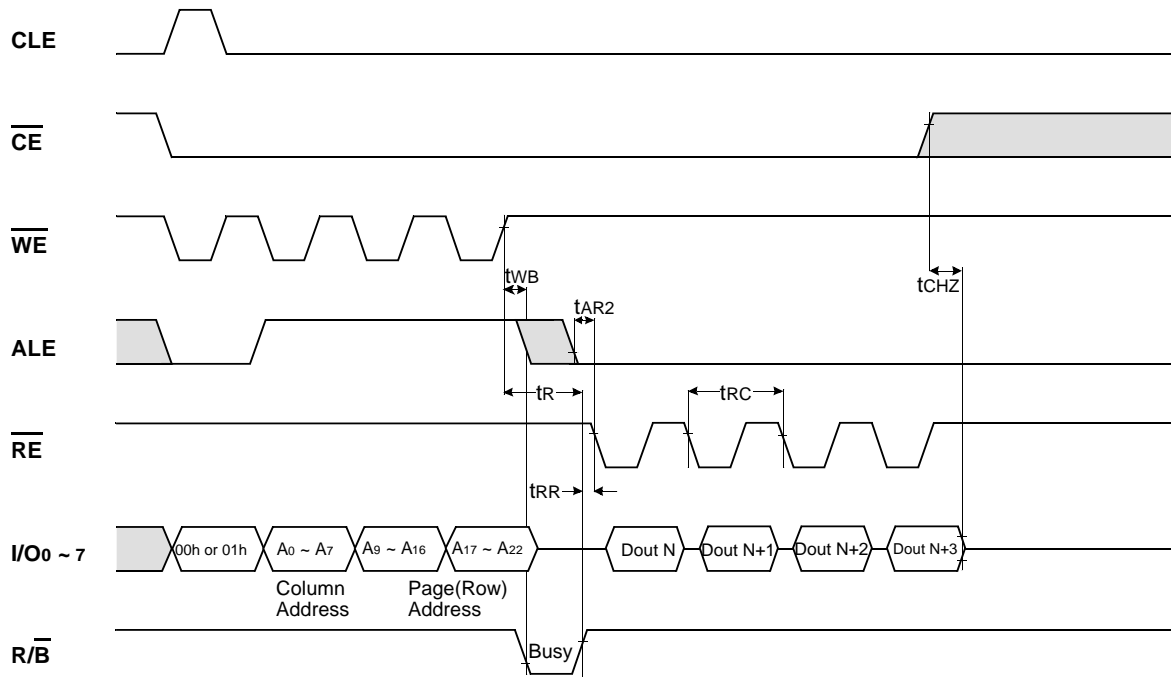 CLE
CE
WE
tWB
tCHZ
tAR2
ALE
tR
tRC
RE
tRR
I/O0 ~ 7
00h or 01h
A0 ~ A7
A9 ~ A16
A17 ~ A22
Dout N
Dout N+1
Dout N+2
Dout N+3
Column
Address
Page(Row)
Address
R/B
Busy